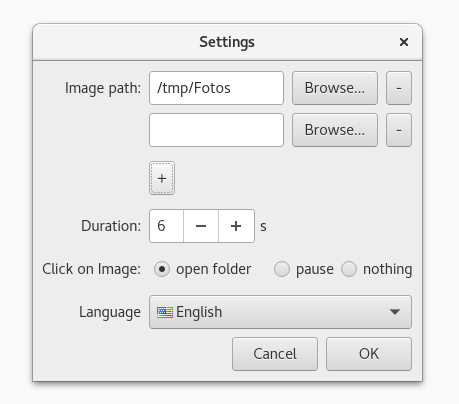 Settings ×
Image path: /tmp/Fotos Browse... -
Browse... -
+
Duration: 6 − + s
Click on Image: open folder pause nothing
Language English
Cancel OK